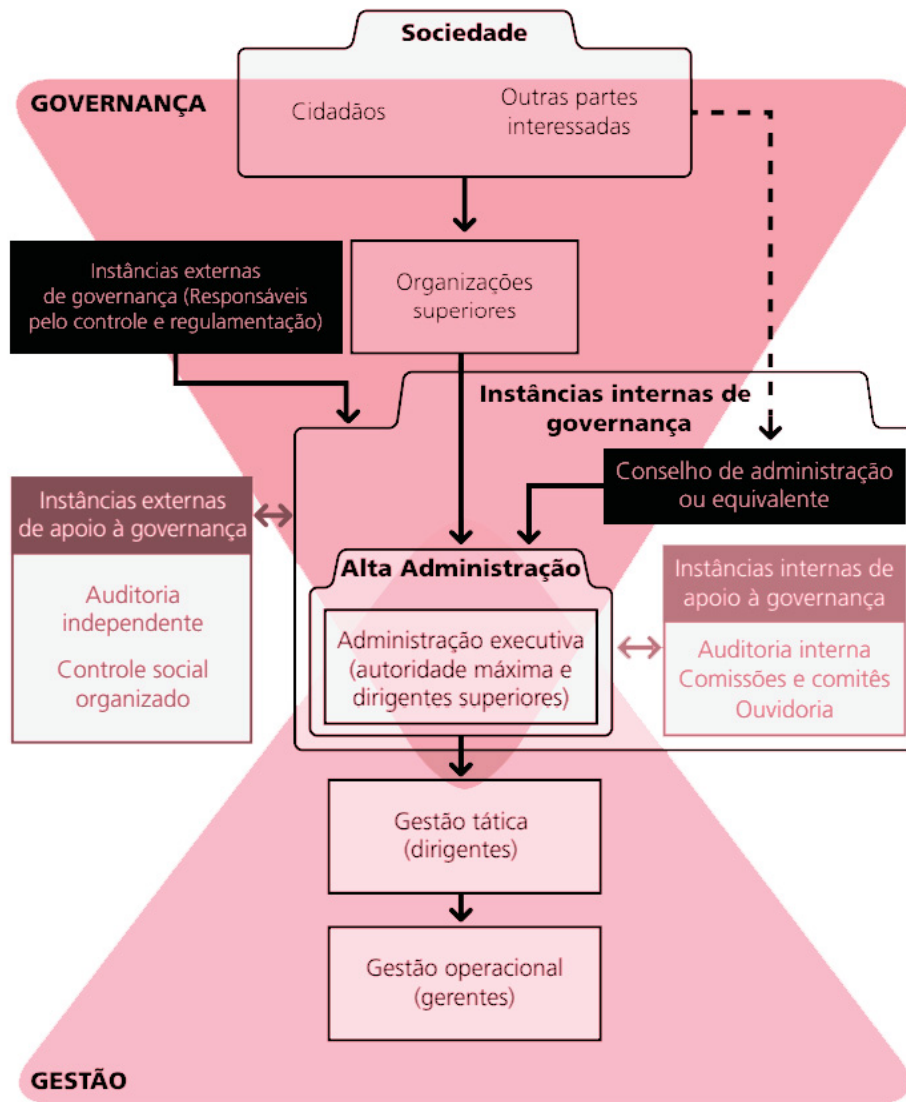 Sociedade
GOVERNANÇA
Cidadãos
Outras partes
interessadas
Instâncias externas
de governança (Responsáveis
pelo controle e regulamentação)
Organizações
superiores
Instâncias internas de
governança
Conselho de administração
ou equivalente
Instâncias externas
de apoio à governança
Auditoria
independente
Controle social
organizado
Alta Administração
Administração executiva
(autoridade máxima e
dirigentes superiores)
Instâncias internas de
apoio à governança
Auditoria interna
Comissões e comitês
Ouvidoria
Gestão tática
(dirigentes)
Gestão operacional
(gerentes)
GESTÃO